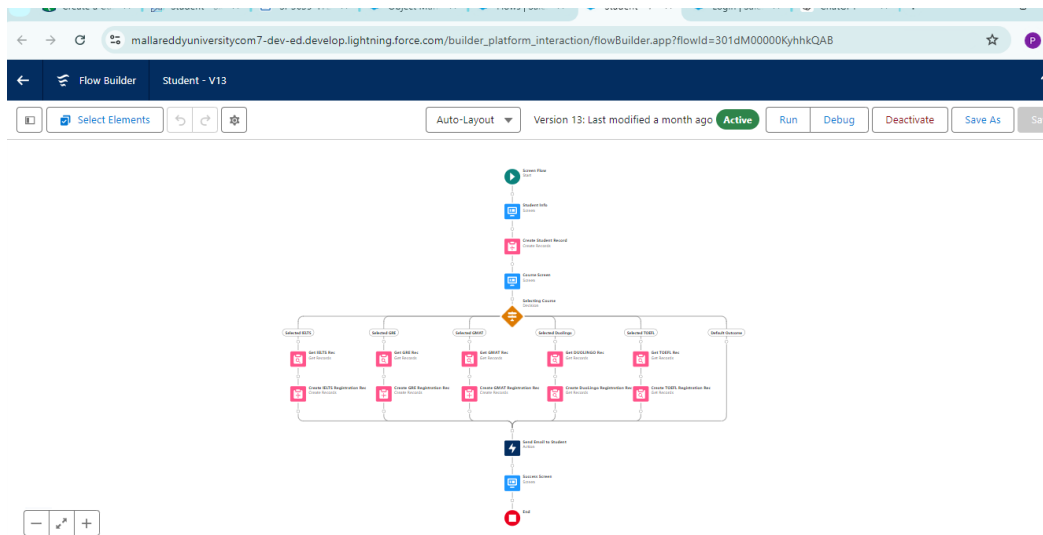 mallareddyuniversitycom7-dev-ed.develop.lightning.force.com/builder_platform_interaction/flowBuilder.app?flowId=301dM00000KyhhkQAB
P
Flow Builder
Student - V13
Select Elements
Auto-Layout
Version 13: Last modified a month ago
Active
Run
Debug
Deactivate
Save As
Screen Flow
Start
Student Info
Screen
Create Student Record
Create Records
Course Screen
Screen
Selecting Course
Decision
Selected IELTS
Selected GRE
Selected GMAT
Selected Duolingo
Selected TOEFL
Default Outcome
Get IELTS Rec
Get Records
Get GRE Rec
Get Records
Get GMAT Rec
Get Records
Get DUOLINGO Rec
Get Records
Get TOEFL Rec
Get Records
Create IELTS Registration Rec
Create Records
Create GRE Registration Rec
Create Records
Create GMAT Registration Rec
Create Records
Create DuoLingo Registration Rec
Get Records
Create TOEFL Registration Rec
Get Records
Send Email to Student
Action
Success Screen
Screen
End